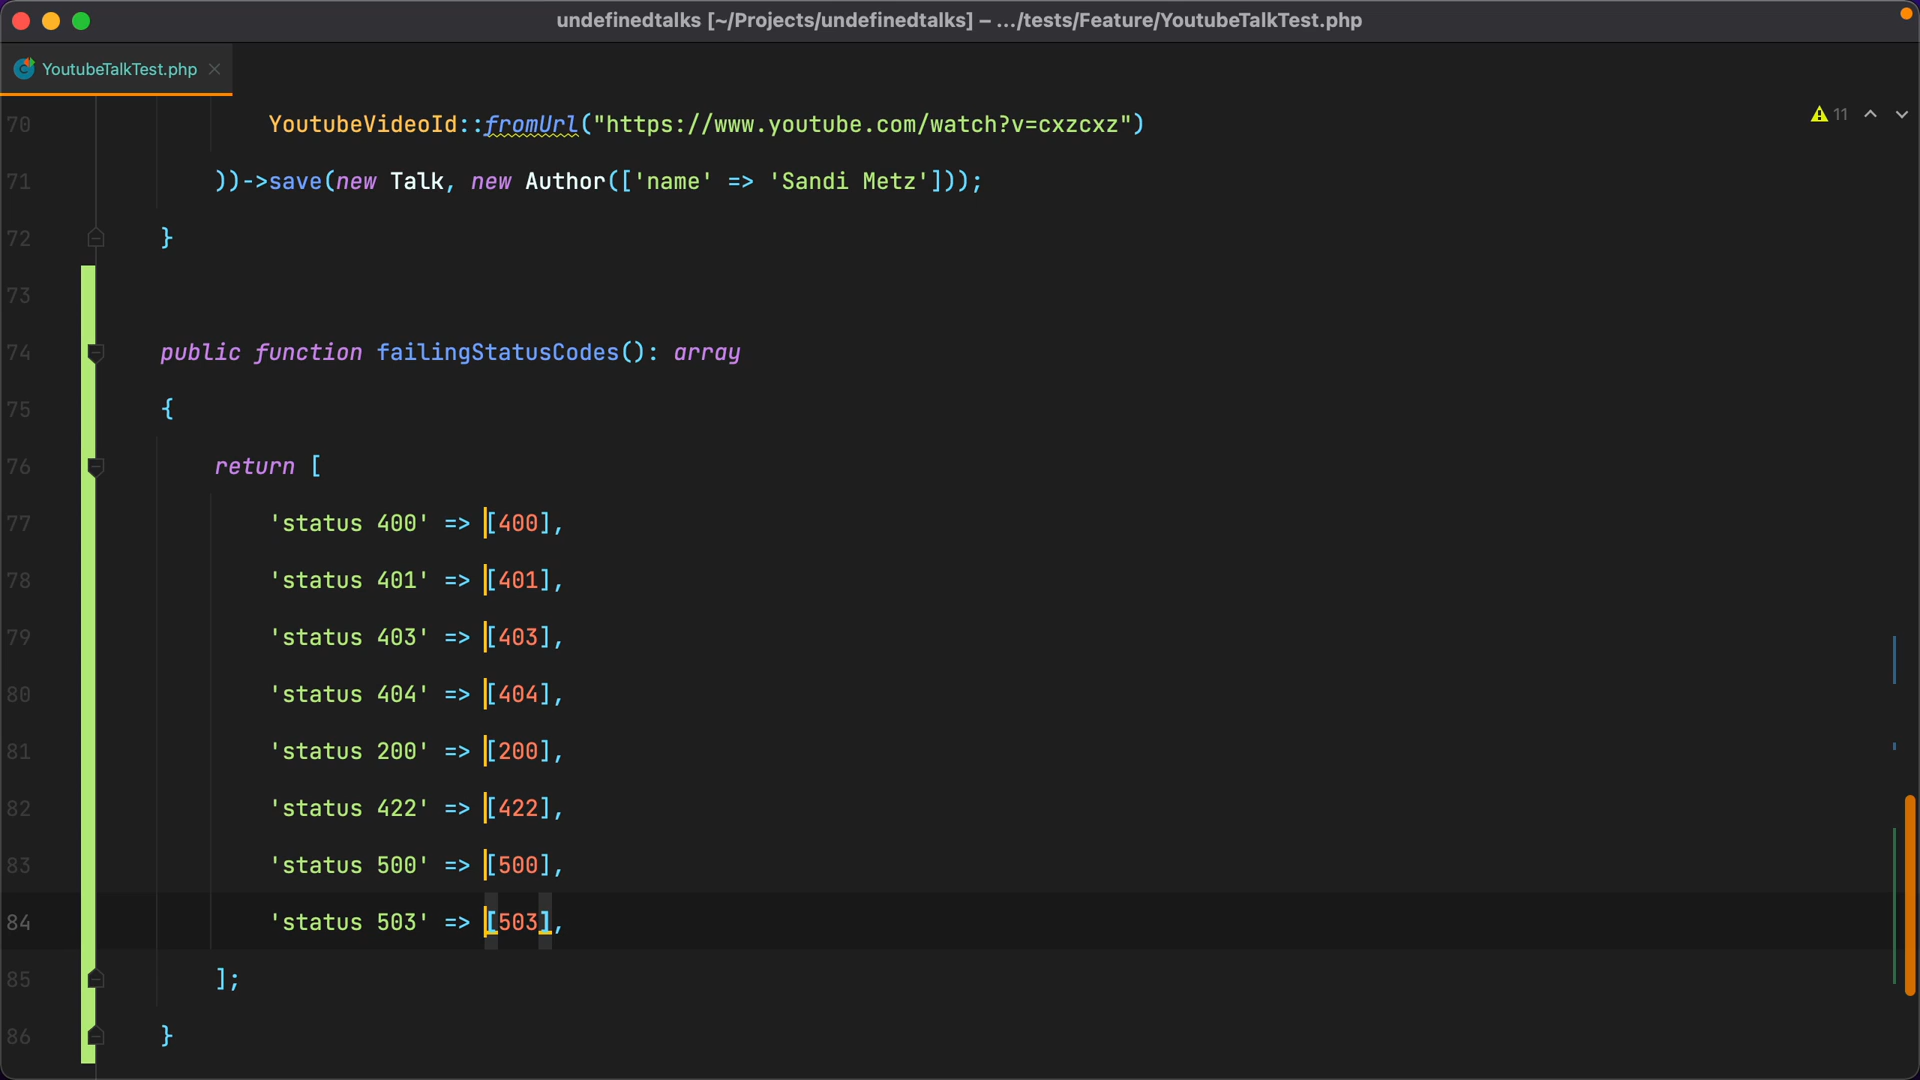 undefinedtalks [~/Projects/undefinedtalks] – .../tests/Feature/YoutubeTalkTest.php
YoutubeTalkTest.php
11
70 YoutubeVideoId::fromUrl("https://www.youtube.com/watch?v=cxzcxz")
71 ))->save(new Talk, new Author(['name' => 'Sandi Metz']));
72 }
73
74 public function failingStatusCodes(): array
75 {
76 return [
77 'status 400' => [400],
78 'status 401' => [401],
79 'status 403' => [403],
80 'status 404' => [404],
81 'status 200' => [200],
82 'status 422' => [422],
83 'status 500' => [500],
84 'status 503' => [503],
85 ];
86 }